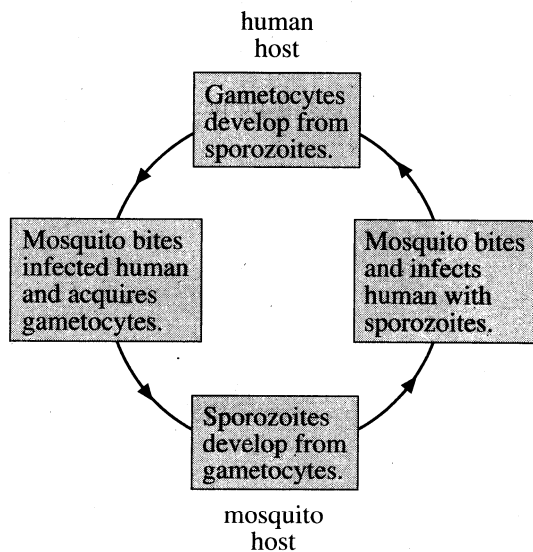 human
host
Gametocytes
develop from
sporozoites.
Mosquito bites
infected human
and acquires
gametocytes.
Mosquito bites
and infects
human with
sporozoites.
Sporozoites
develop from
gametocytes.
mosquito
host